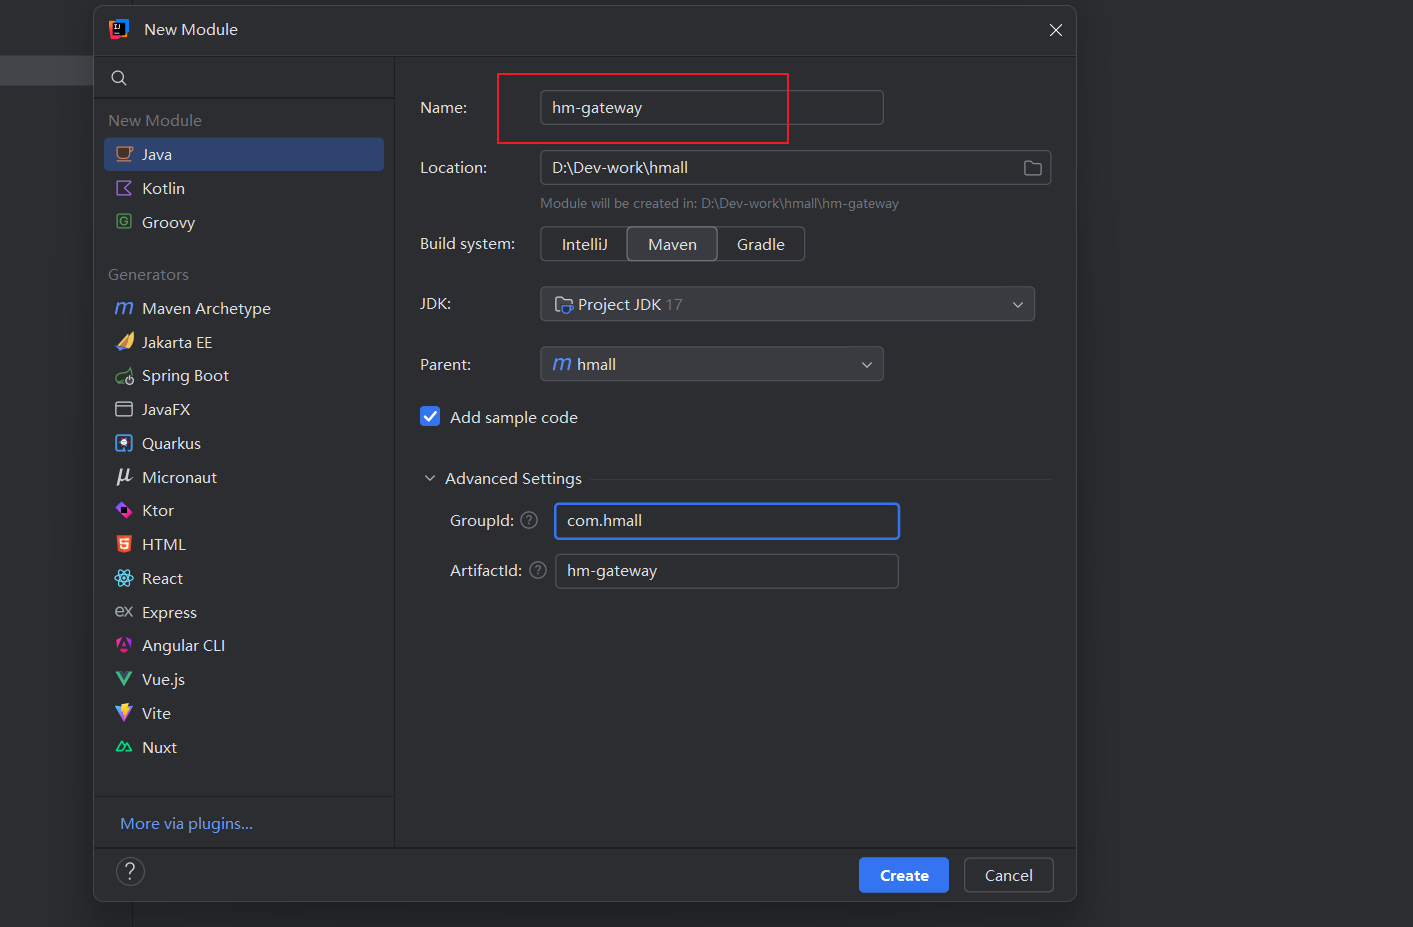 New Module
New Module
Java
Kotlin
Groovy
Generators
Maven Archetype
Jakarta EE
Spring Boot
JavaFX
Quarkus
Micronaut
Ktor
HTML
React
Express
Angular CLI
Vue.js
Vite
Nuxt
More via plugins...
Name: hm-gateway
Location: D:\Dev-work\hmall
Module will be created in: D:\Dev-work\hmall\hm-gateway
Build system: IntelliJ Maven Gradle
JDK: Project JDK 17
Parent: hmall
Add sample code
Advanced Settings
GroupId: com.hmall
ArtifactId: hm-gateway
Create Cancel